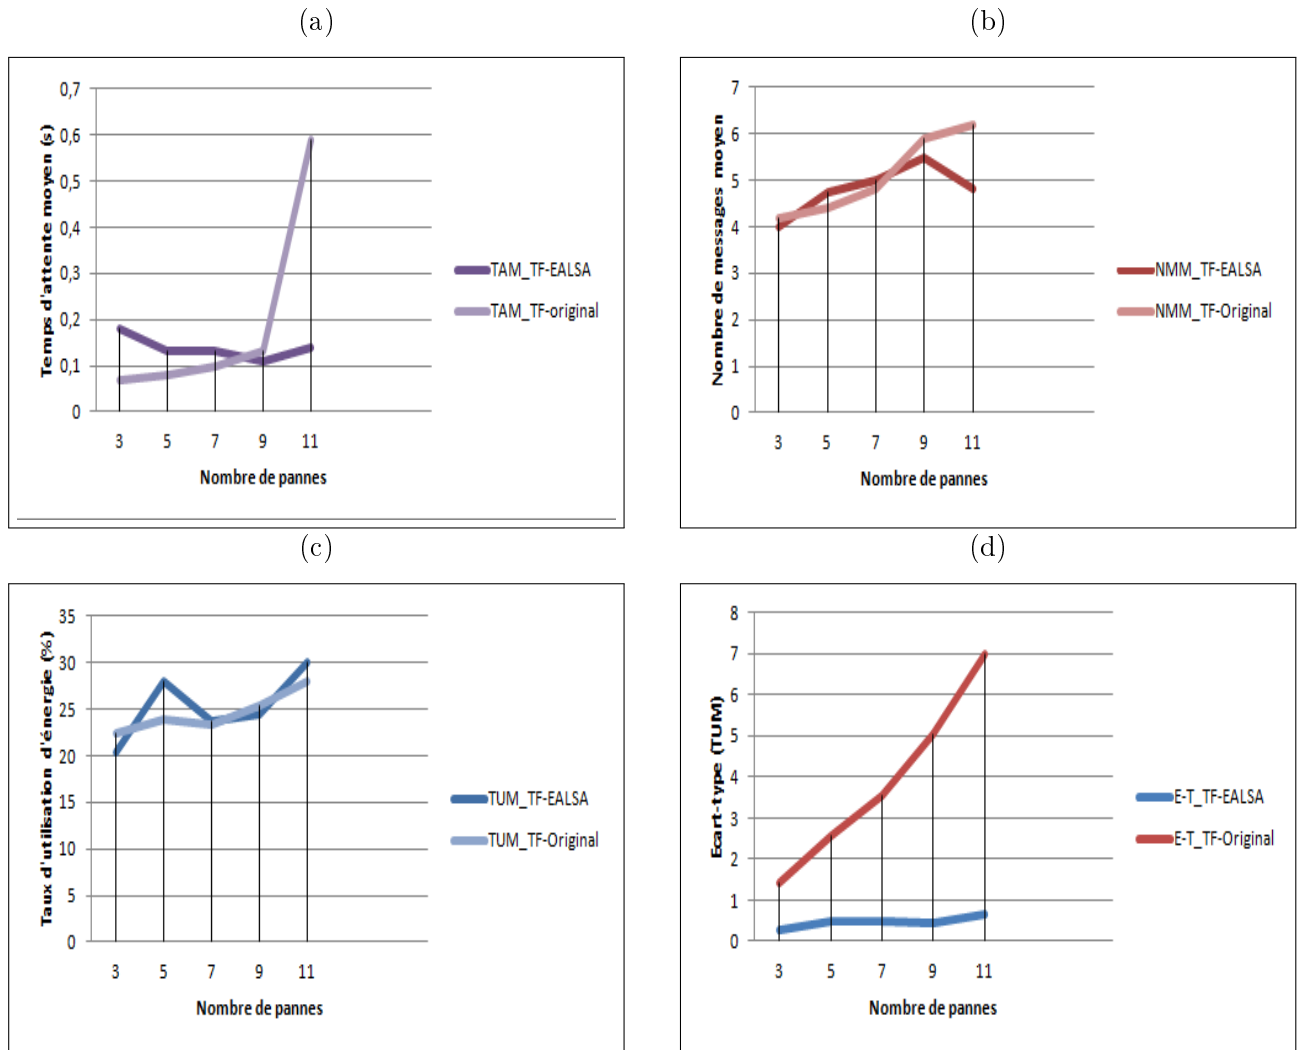 (a)
Temps d'attente moyen (s)
0,7
0,6
0,5
0,4
0,3
0,2
0,1
0
3 5 7 9 11
Nombre de pannes
TAM_TF-EALSA
TAM_TF-original
(b)
Nombre de messages moyen
7
6
5
4
3
2
1
0
3 5 7 9 11
Nombre de pannes
NMM_TF-EALSA
NMM_TF-Original
(c)
Taux d'utilisation d'énergie (%)
35
30
25
20
15
10
5
0
3 5 7 9 11
Nombre de pannes
TUM_TF-EALSA
TUM_TF-Original
(d)
Ecart-type (TUM)
8
7
6
5
4
3
2
1
0
3 5 7 9 11
Nombre de pannes
E-T_TF-EALSA
E-T_TF-Original